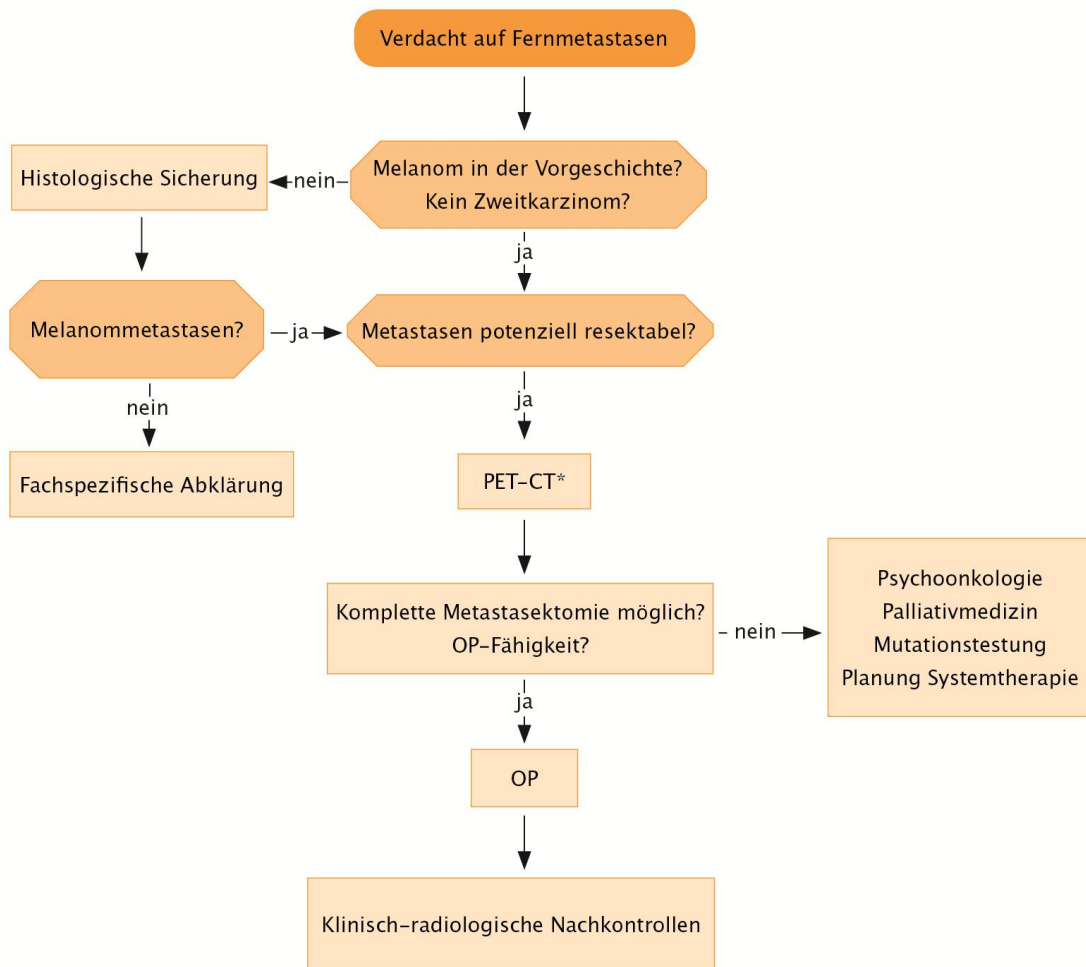 Verdacht auf Fernmetastasen
Melanom in der Vorgeschichte?
Kein Zweitkarzinom?
nein
Histologische Sicherung
ja
Melanommetastasen?
ja
Metastasen potenziell resektabel?
nein
ja
Fachspezifische Abklärung
PET-CT*
Komplette Metastasektomie möglich?
OP-Fähigkeit?
nein
Psychoonkologie
Palliativmedizin
Mutationstestung
Planung Systemtherapie
ja
OP
Klinisch-radiologische Nachkontrollen